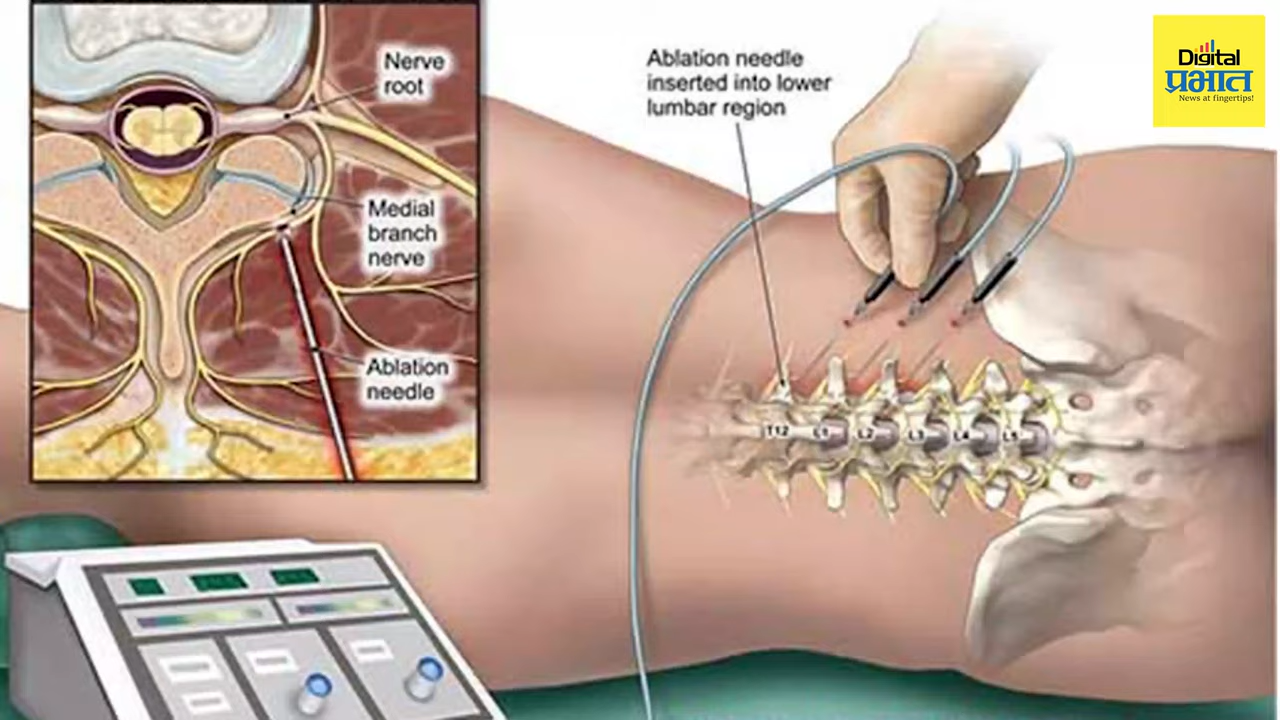 Nerve
root
Medial
branch
nerve
Ablation
needle
Ablation needle
inserted into lower
lumbar region
T12 L1 L2 L3 L4 L5
Digital
प्रभात
News at fingertips!